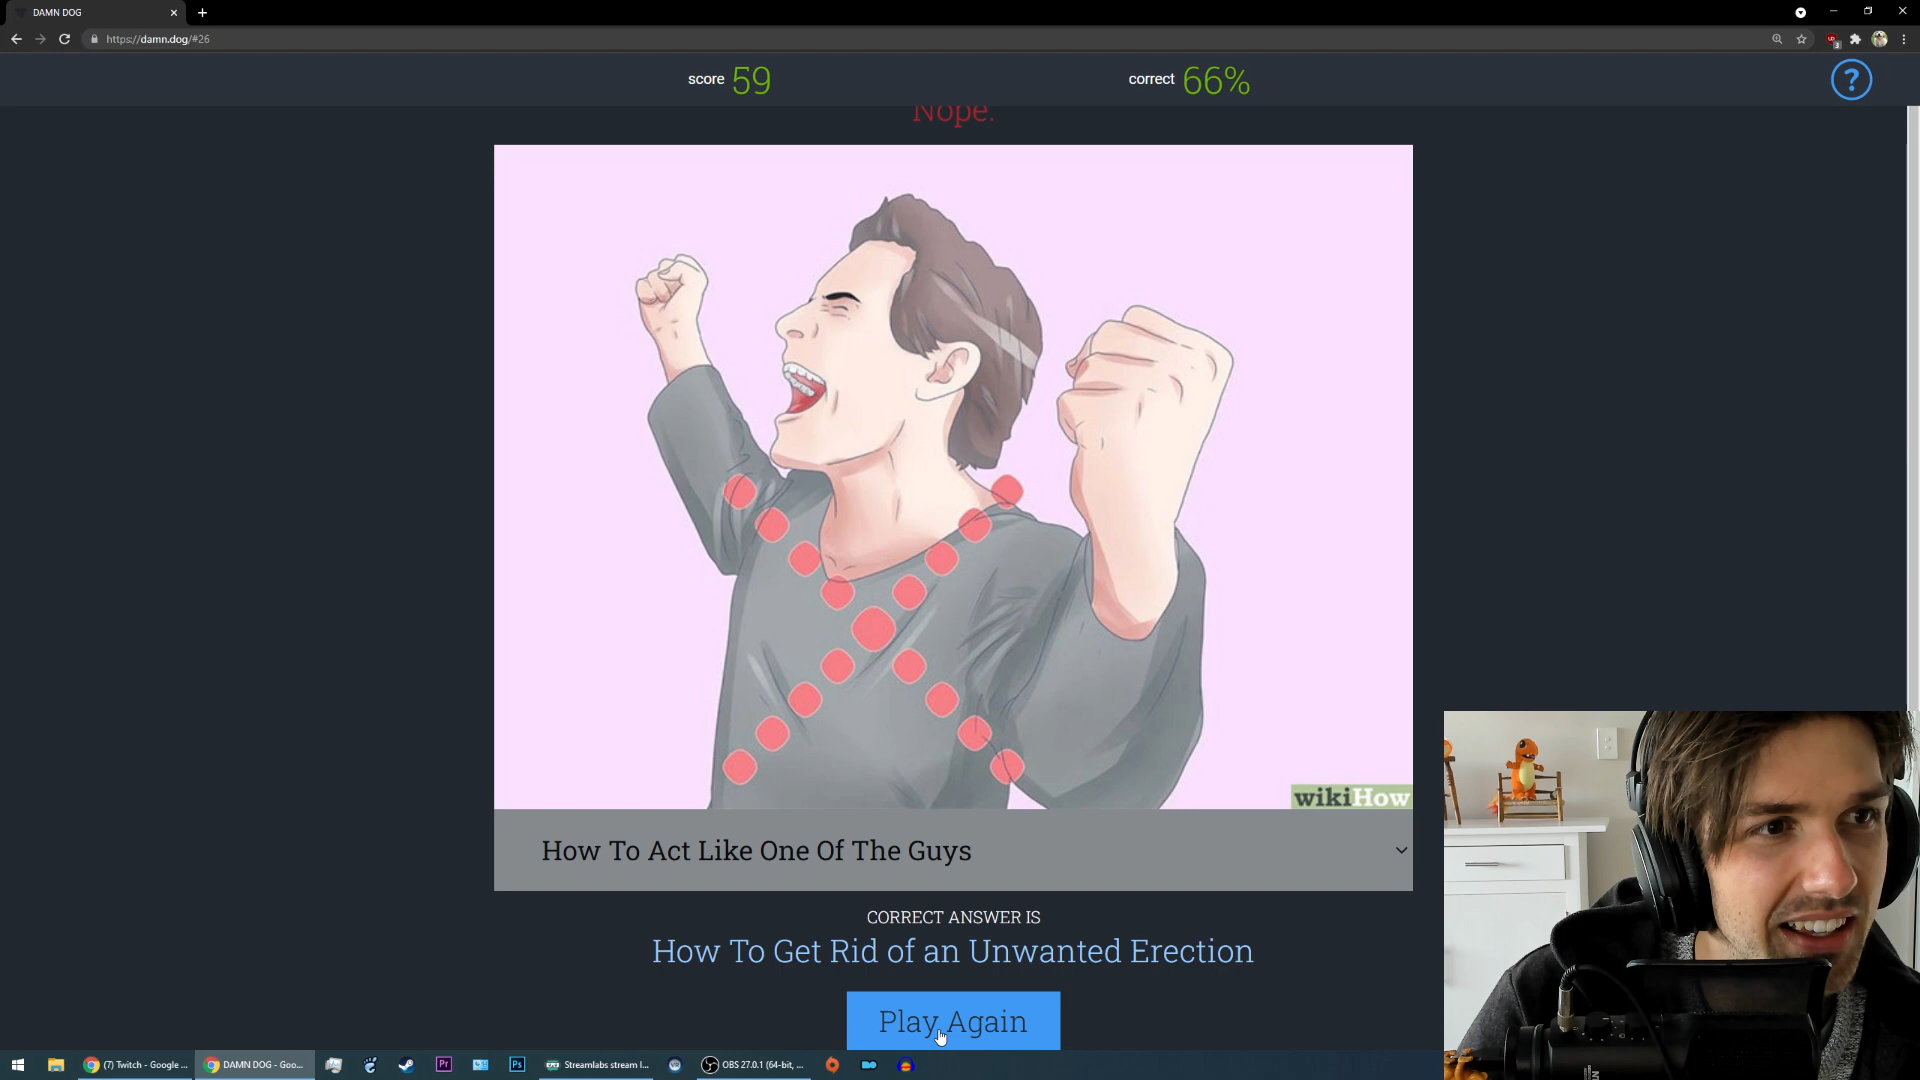 DAMN DOG
https://damn.dog/#26
score 59
correct 66%
?
Nope.
wikiHow
How To Act Like One Of The Guys
CORRECT ANSWER IS
How To Get Rid of an Unwanted Erection
Play Again
(7) Twitch - Google ...
DAMN DOG - Goo...
Pr
Ps
Streamlabs stream l...
OBS 27.0.1 (64-bit, ...